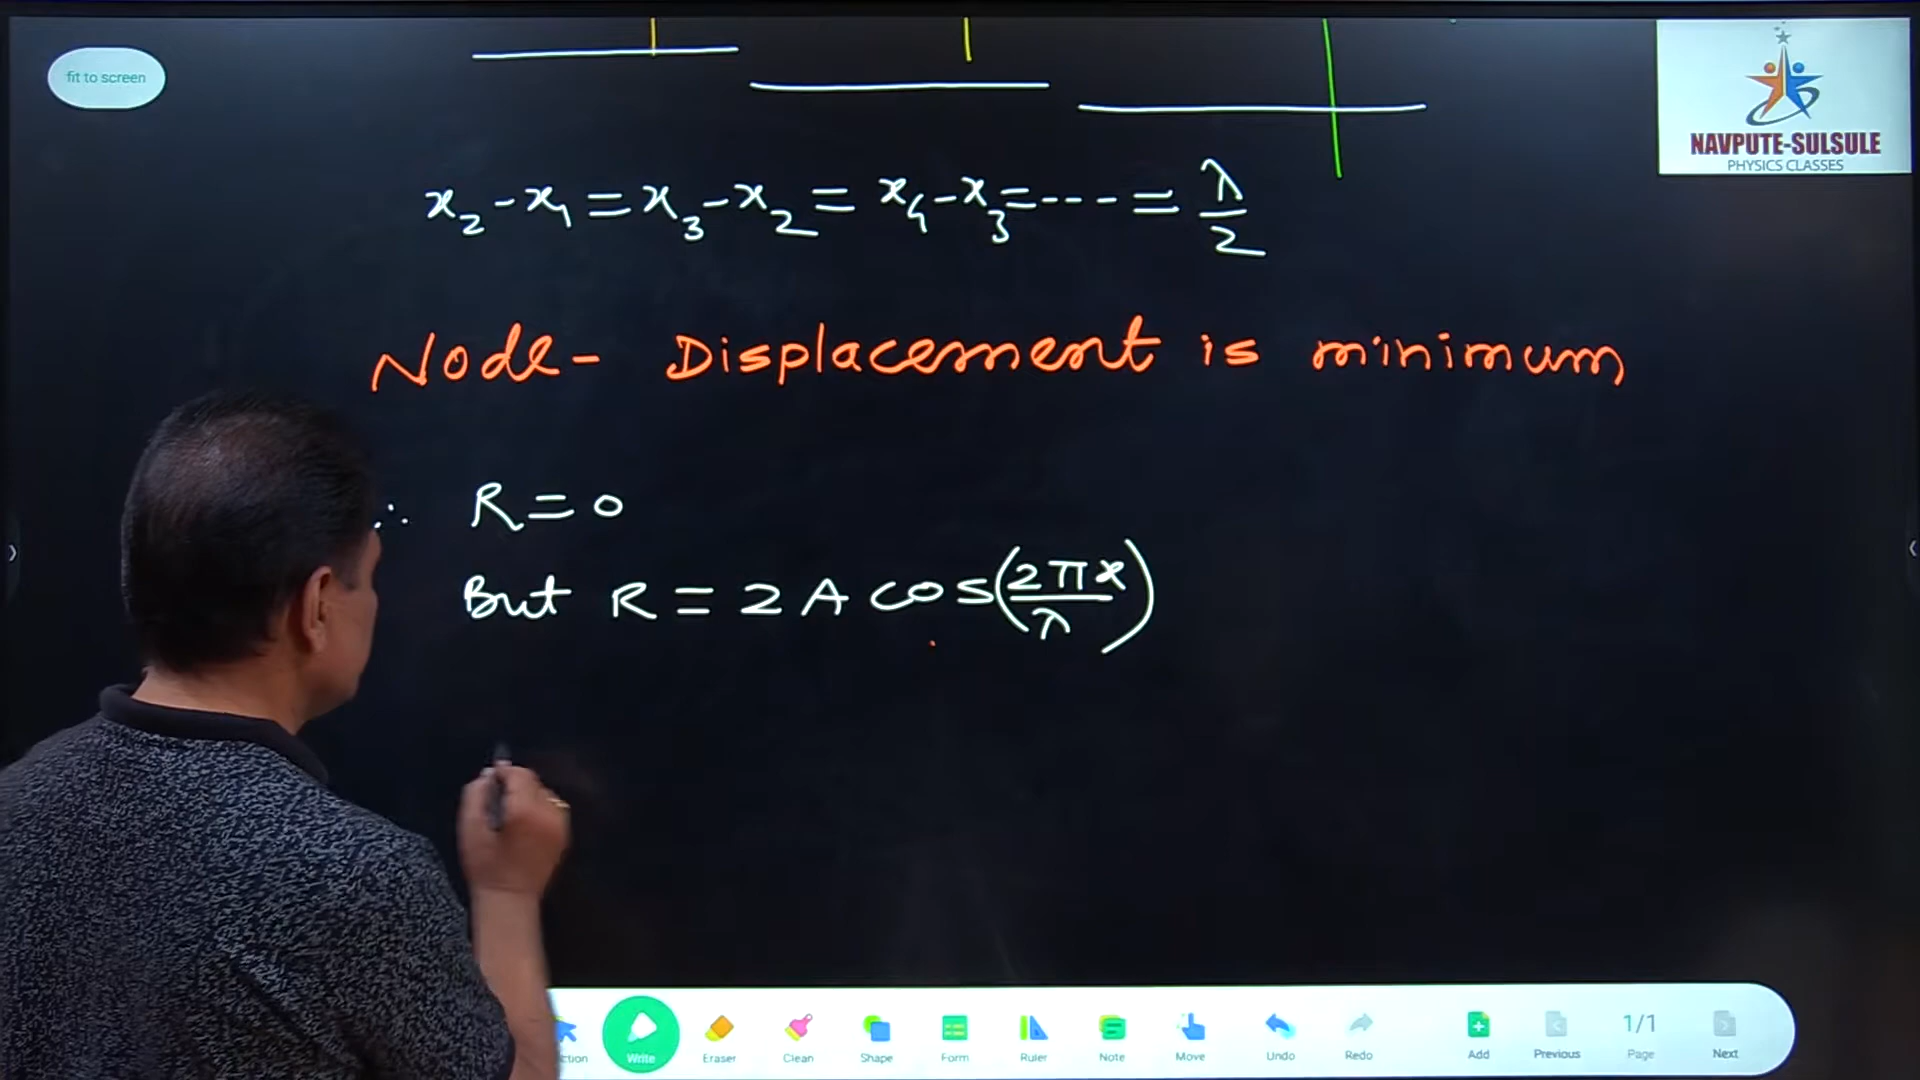 fit to screen
NAVPUTE-SULSULE
PHYSICS CLASSES
x₂-x₁=x₃-x₂=x₄-x₃=---=λ/2
Node- Displacement is minimum
∴ R=0
But R=2A cos(2πx/λ)
ction Write Eraser Clean Shape Form Ruler Note Move Undo Redo Add Previous 1/1 Page Next